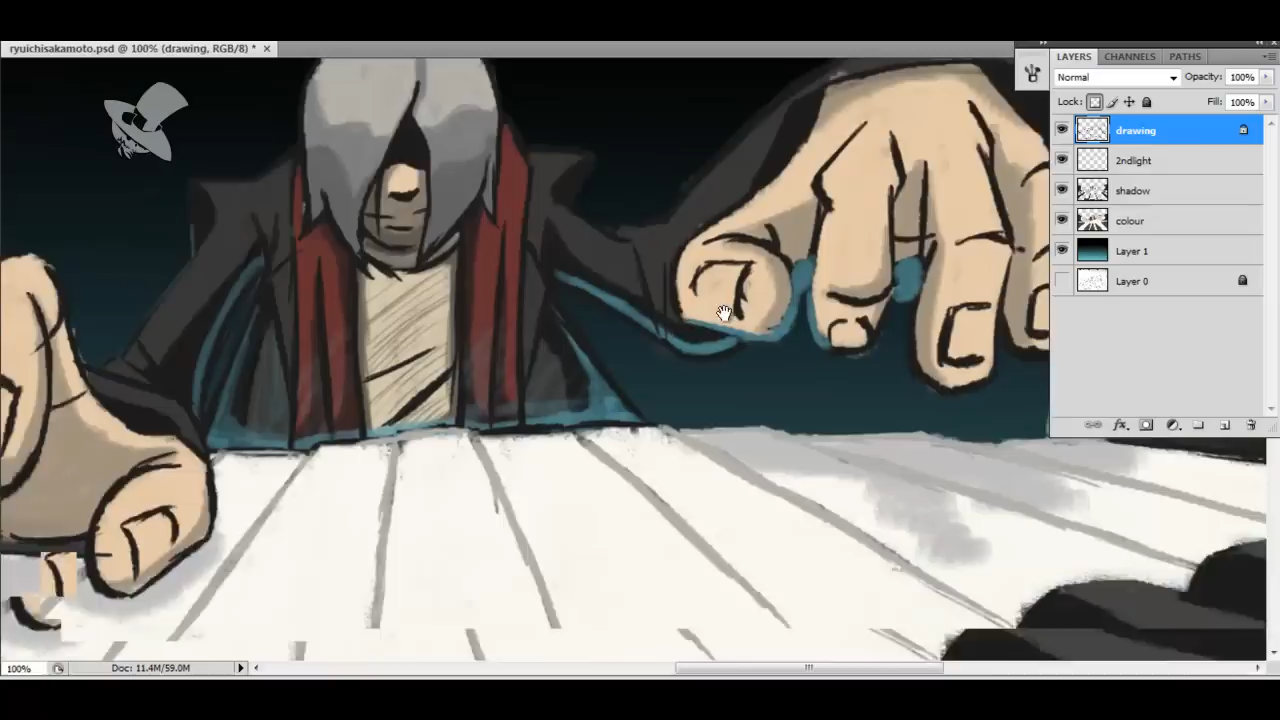 ryuichisakamoto.psd @ 100% (drawing, RGB/8) * ×
LAYERS CHANNELS PATHS
Normal Opacity: 100%
Lock: Fill: 100%
drawing
2ndlight
shadow
colour
Layer 1
Layer 0
100% Doc: 11.4M/59.0M